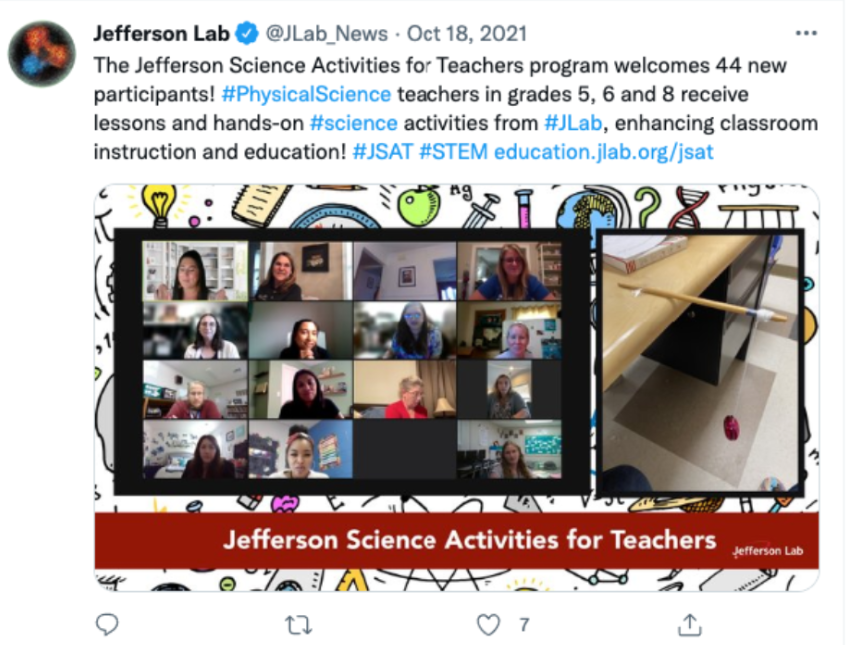 Jefferson Lab @JLab_News · Oct 18, 2021
The Jefferson Science Activities for Teachers program welcomes 44 new
participants! #PhysicalScience teachers in grades 5, 6 and 8 receive
lessons and hands-on #science activities from #JLab, enhancing classroom
instruction and education! #JSAT #STEM education.jlab.org/jsat
Ag
Jefferson Science Activities for Teachers
Jefferson Lab
7